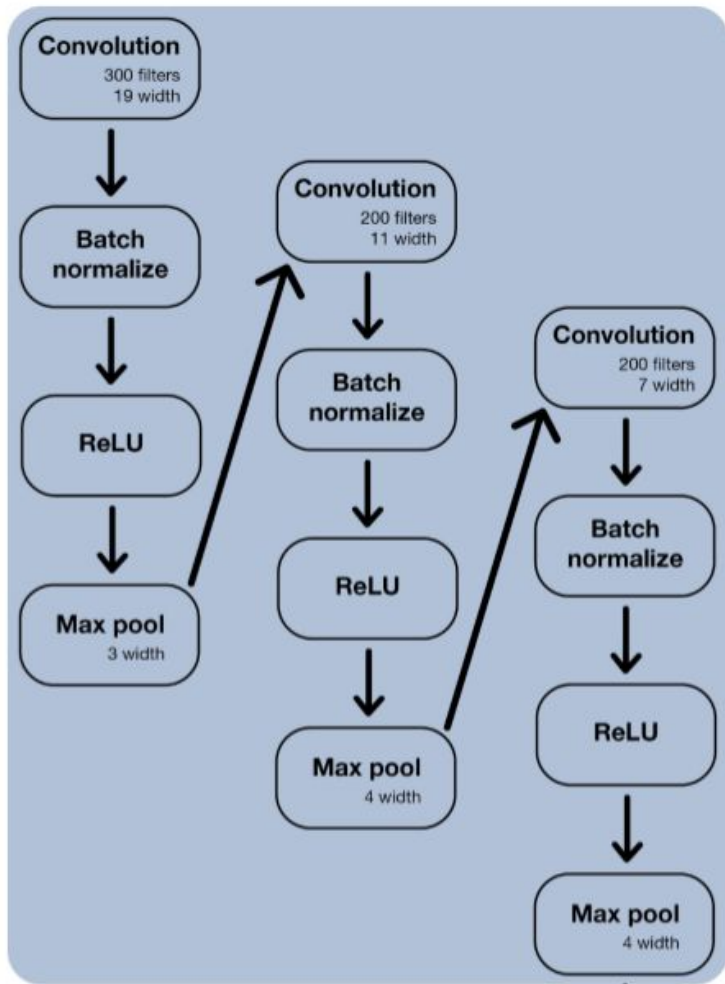 Convolution
300 filters
19 width
Batch
normalize
ReLU
Max pool
3 width
Convolution
200 filters
11 width
Batch
normalize
ReLU
Max pool
4 width
Convolution
200 filters
7 width
Batch
normalize
ReLU
Max pool
4 width